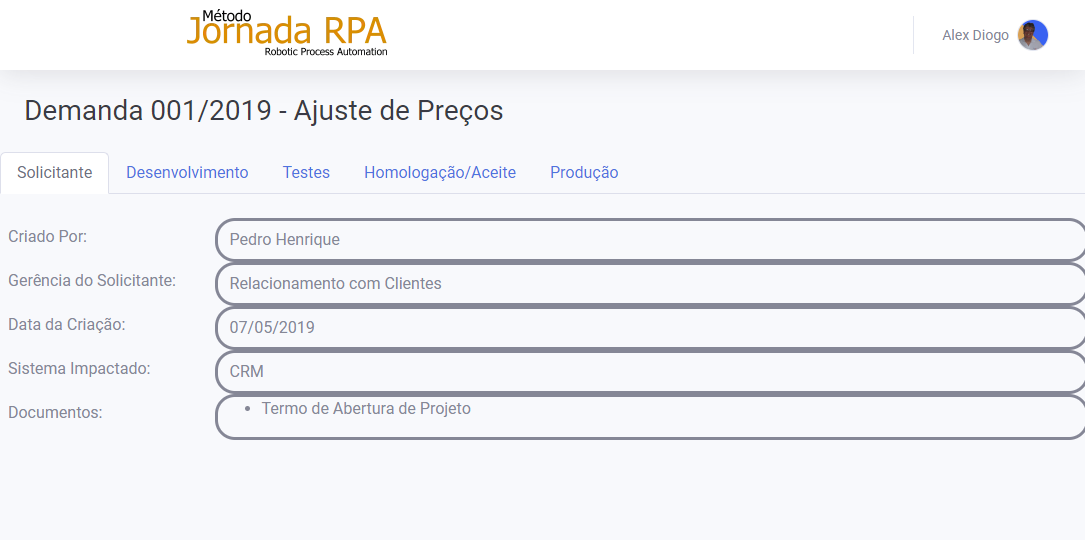 Método
Jornada RPA
Robotic Process Automation
Alex Diogo
Demanda 001/2019 - Ajuste de Preços
Solicitante Desenvolvimento Testes Homologação/Aceite Produção
Criado Por: Pedro Henrique
Gerência do Solicitante: Relacionamento com Clientes
Data da Criação: 07/05/2019
Sistema Impactado: CRM
Documentos: • Termo de Abertura de Projeto